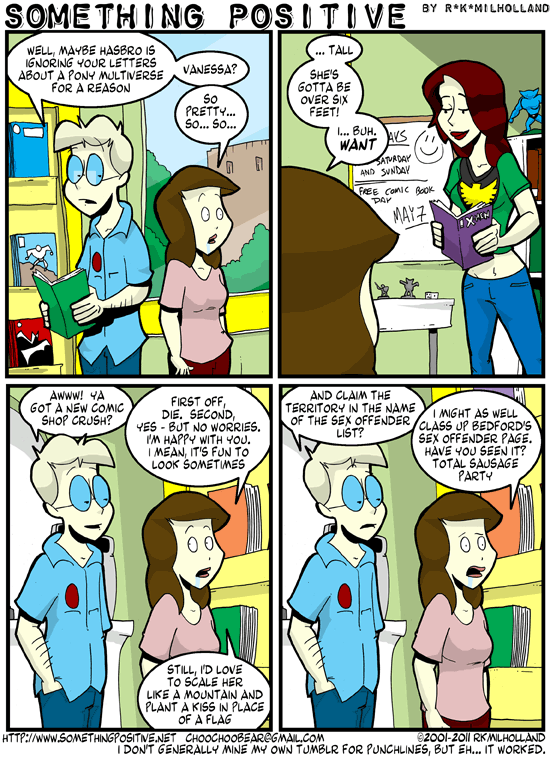 SOMETHING POSITIVE BY R*K*MILHOLLAND
WELL, MAYBE HASBRO IS
IGNORING YOUR LETTERS
ABOUT A PONY MULTIVERSE
FOR A REASON
VANESSA?
SO
PRETTY...
SO... SO...
... TALL
SHE'S
GOTTA BE
OVER SIX
FEET!
I... BUH.
WANT
AVS
SATURDAY
AND SUNDAY
FREE COMIC BOOK
DAY
MAY 7
X-MEN
AWWW! YA
GOT A NEW COMIC
SHOP CRUSH?
FIRST OFF,
DIE. SECOND,
YES - BUT NO WORRIES.
I'M HAPPY WITH YOU.
I MEAN, IT'S FUN TO
LOOK SOMETIMES
STILL, I'D LOVE
TO SCALE HER
LIKE A MOUNTAIN AND
PLANT A KISS IN PLACE
OF A FLAG
AND CLAIM THE
TERRITORY IN THE NAME
OF THE SEX OFFENDER
LIST?
I MIGHT AS WELL
CLASS UP BEDFORD'S
SEX OFFENDER PAGE.
HAVE YOU SEEN IT?
TOTAL SAUSAGE
PARTY
HTTP://WWW.SOMETHINGPOSITIVE.NET CHOOCHOOBEAR@GMAIL.COM ©2001-2011 RKMILHOLLAND
I DON'T GENERALLY MINE MY OWN TUMBLR FOR PUNCHLINES, BUT EH... IT WORKED.